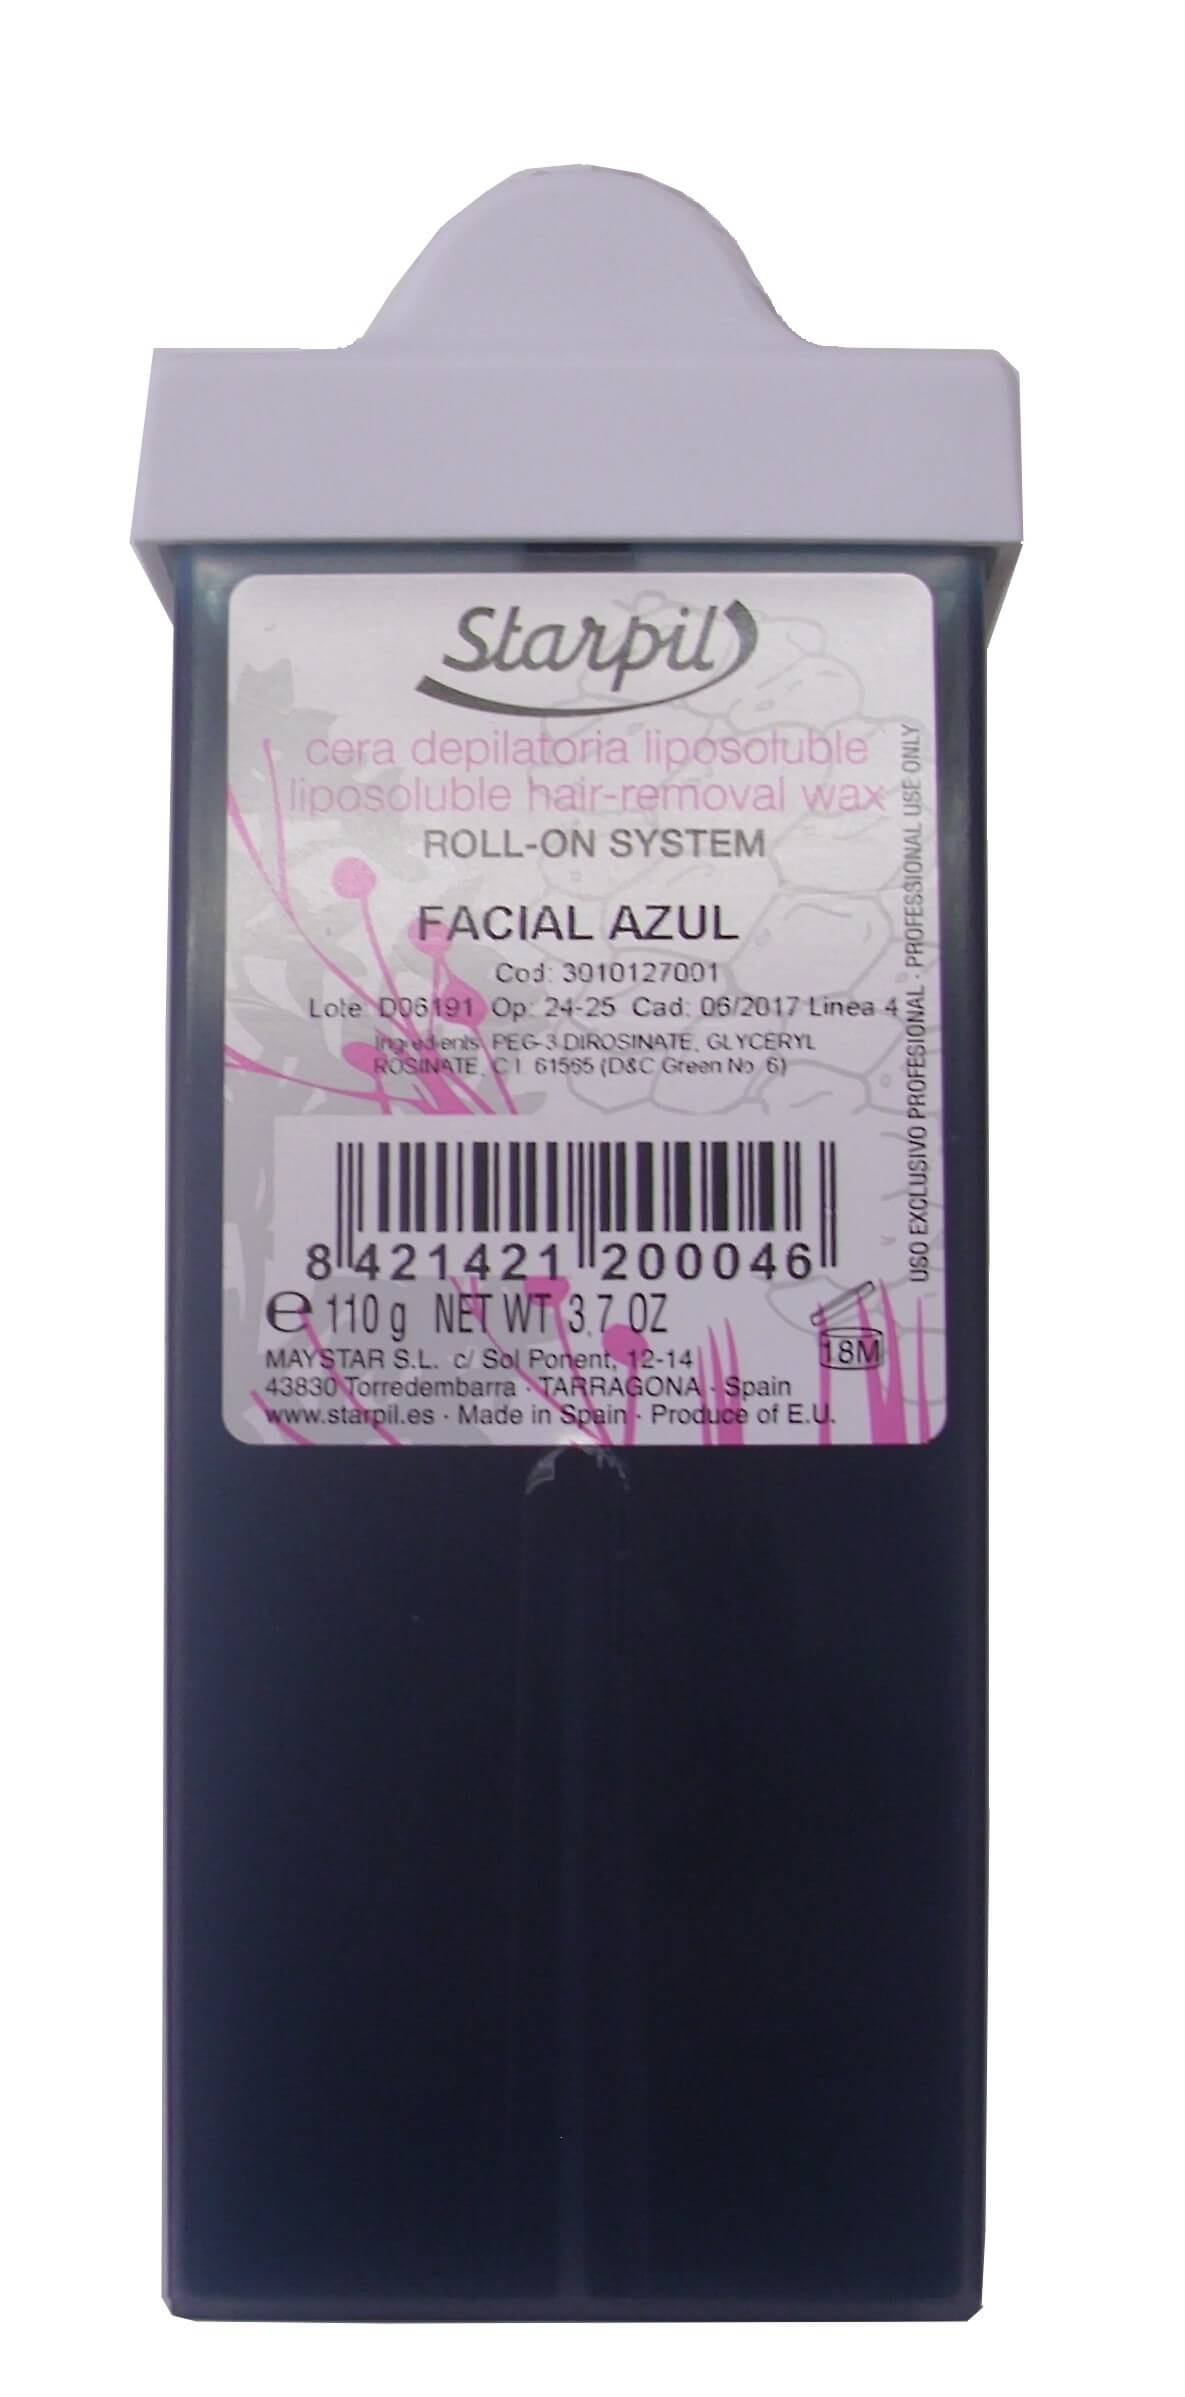 Starpil
cera depilatoria liposoluble
liposoluble hair-removal wax
ROLL-ON SYSTEM
FACIAL AZUL
Cod: 3010127001
Lote: D06191 Op: 24-25 Cad: 06/2017 Linea 4
Ingredients: PEG-3 DIROSINATE, GLYCERYL
ROSINATE, C.I. 61565 (D&C Green No. 6)
8 421421 200046
e 110 g NET WT 3,7 OZ
18M
MAYSTAR S.L. c/ Sol Ponent, 12-14
43830 Torredembarra · TARRAGONA · Spain
www.starpil.es · Made in Spain · Produce of E.U.
USO EXCLUSIVO PROFESIONAL · PROFESSIONAL USE ONLY